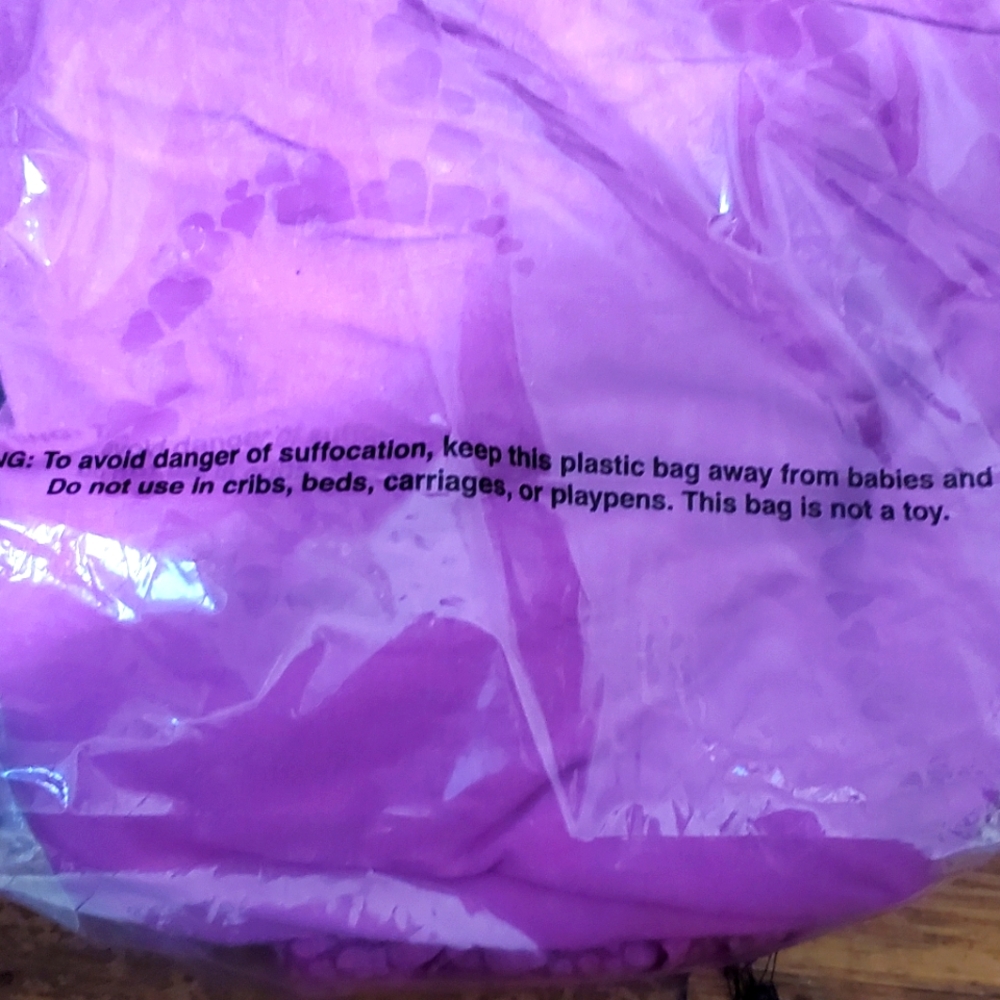 NG: To avoid danger of suffocation, keep this plastic bag away from babies and
Do not use in cribs, beds, carriages, or playpens. This bag is not a toy.